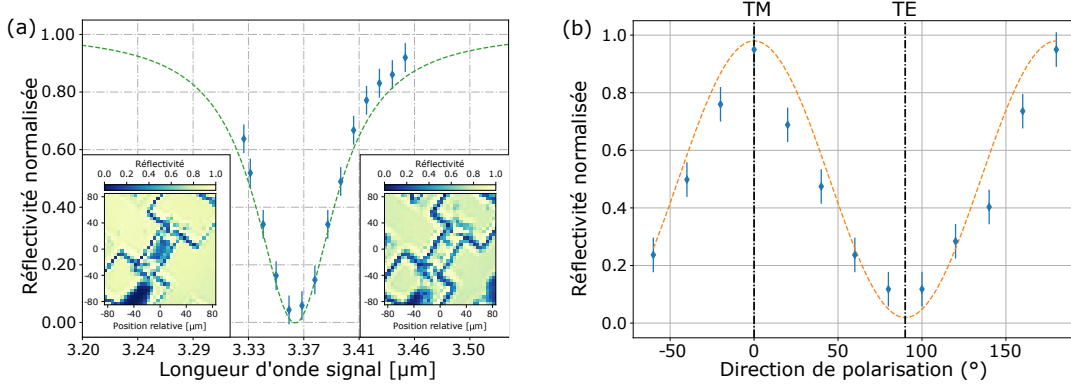 (a)
1.00
0.80
0.60
0.40
0.20
0.00
Réflectivité normalisée
Réflectivité
0.0 0.2 0.4 0.6 0.8 1.0
80
40
0
-40
-80
-80 -40 0 40 80
Position relative [µm]
Réflectivité
0.0 0.2 0.4 0.6 0.8 1.0
80
40
0
-40
-80
-80 -40 0 40 80
Position relative [µm]
3.20 3.24 3.29 3.33 3.37 3.41 3.46 3.50
Longueur d'onde signal [µm]
(b)
TM TE
1.0
0.8
0.6
0.4
0.2
0.0
Réflectivité normalisée
-50 0 50 100 150
Direction de polarisation (°)